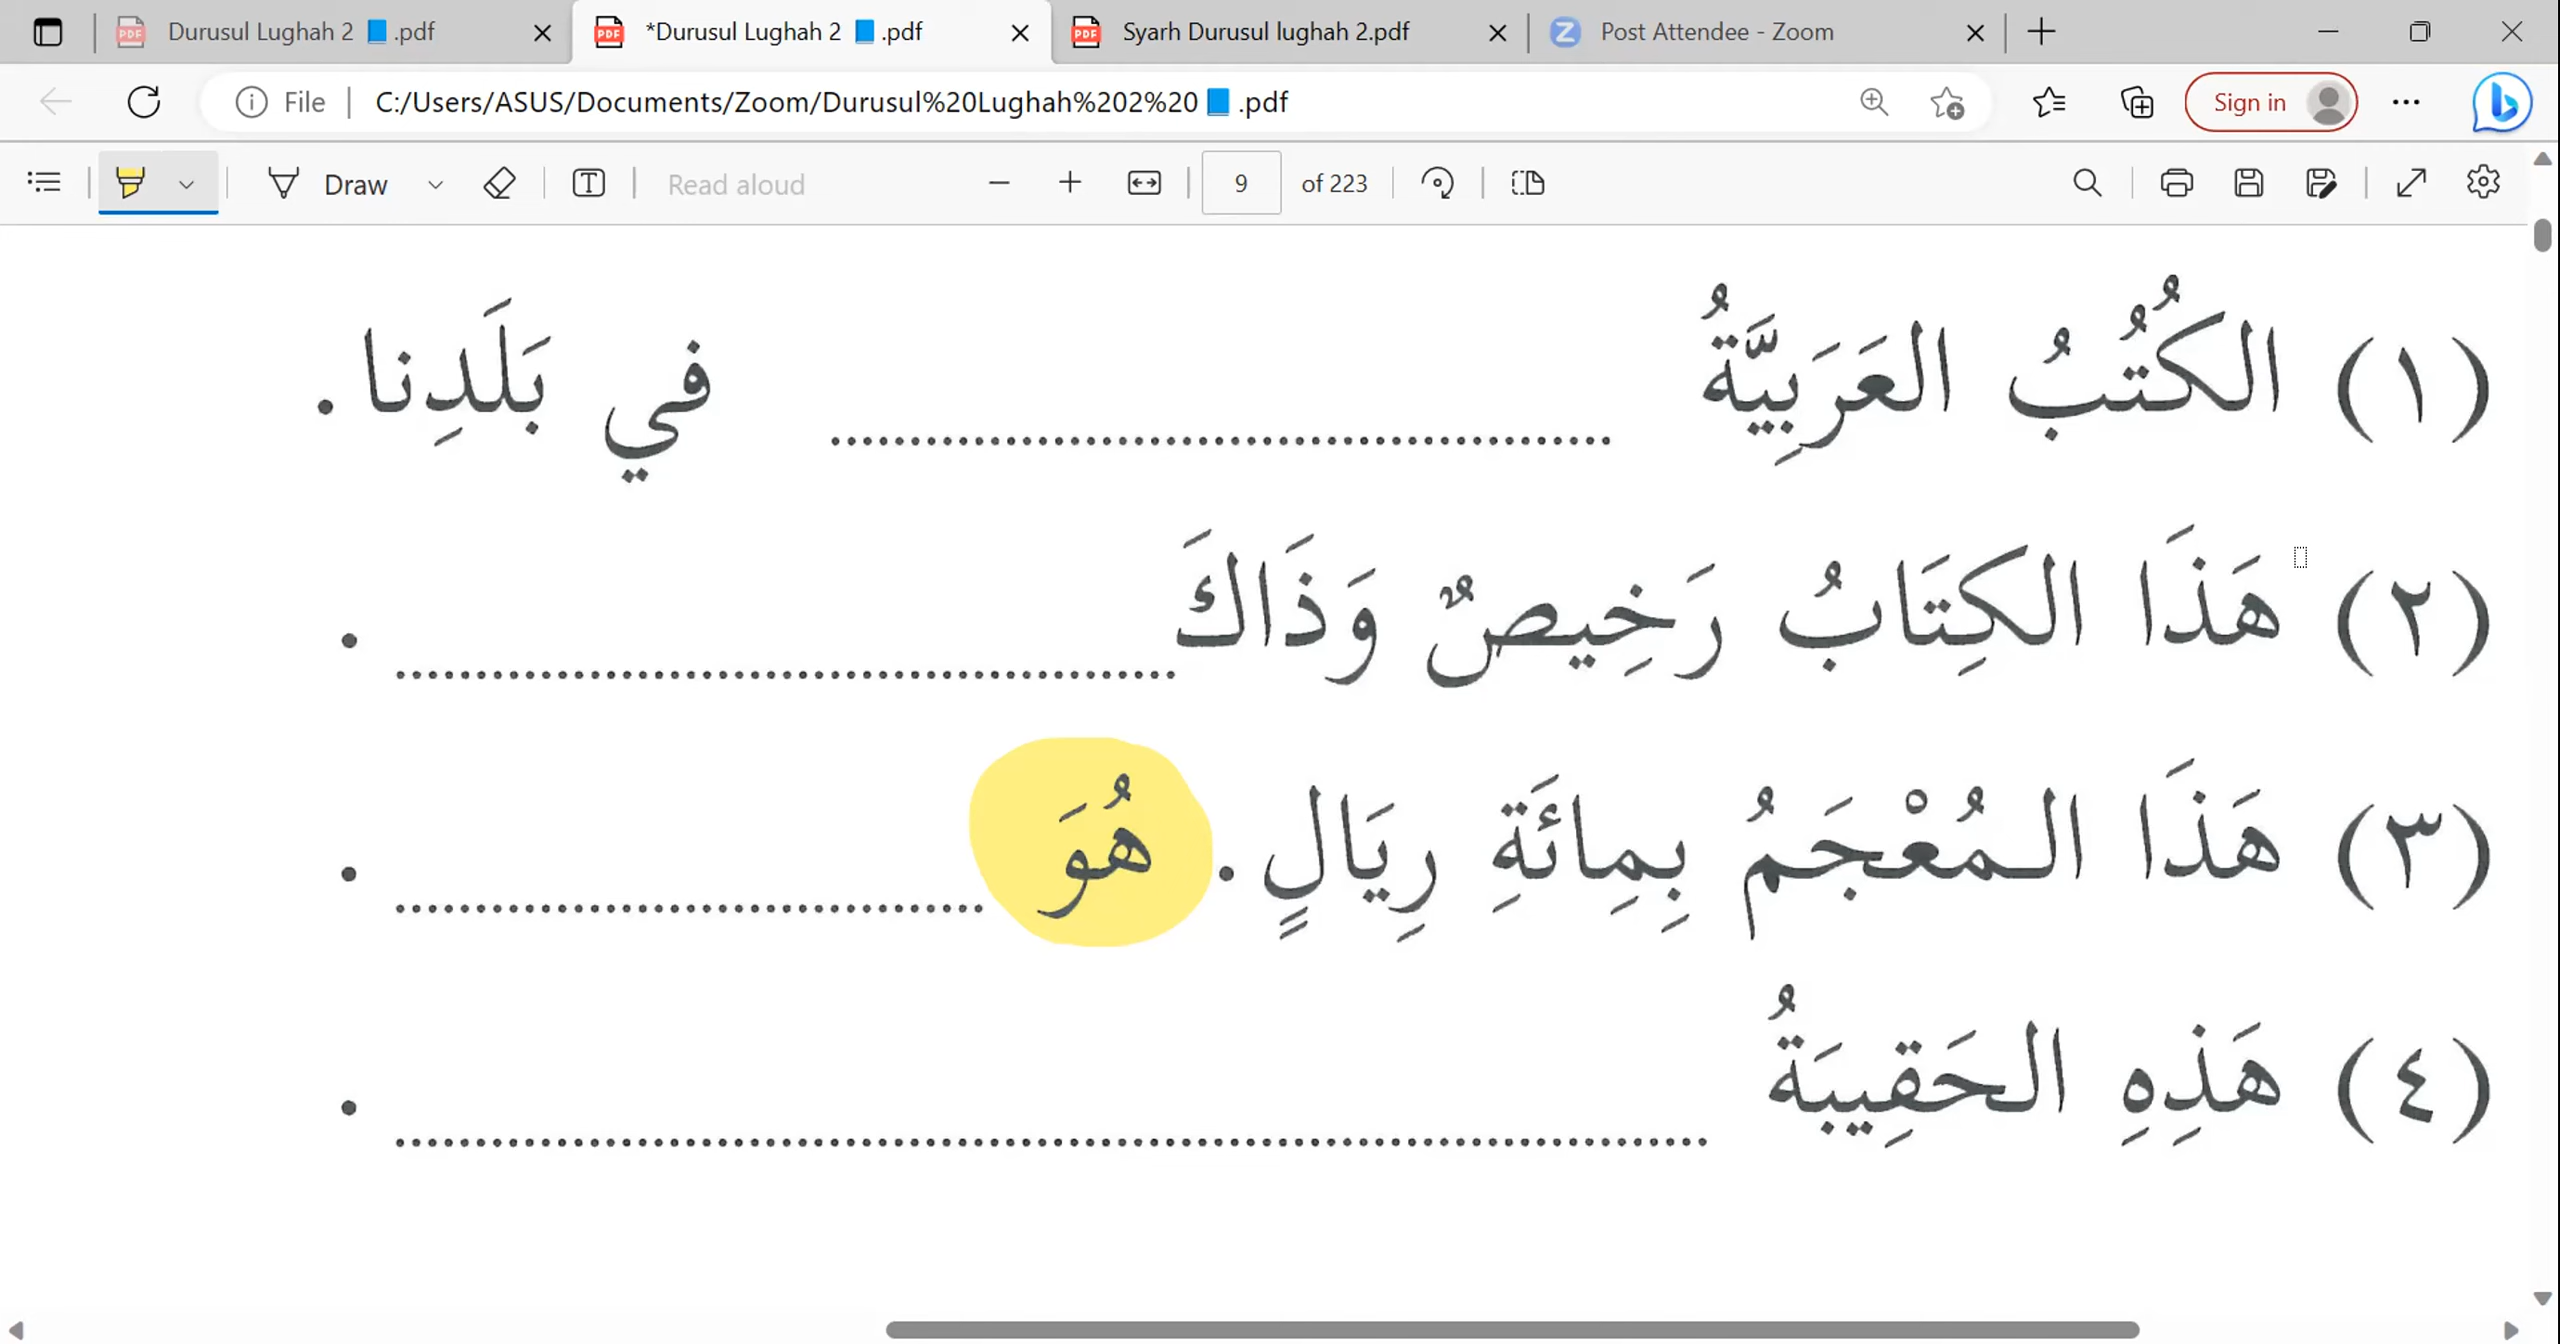 Durusul Lughah 2 📘.pdf
*Durusul Lughah 2 📘.pdf
Syarh Durusul lughah 2.pdf
Post Attendee - Zoom
File | C:/Users/ASUS/Documents/Zoom/Durusul%20Lughah%202%20📘.pdf
Sign in
Draw
Read aloud
9 of 223
(١) الكُتُبُ العَرَبِيَّةُ ........................................ في بَلَدِنا .
(٢) هَذَا الكِتَابُ رَخِيصٌ وَذَاكَ ........................................ .
(٣) هَذَا الـمُعْجَمُ بِمِائَةِ رِيَالٍ . هُوَ ........................................ .
(٤) هَذِهِ الحَقِيبَةُ ........................................ .